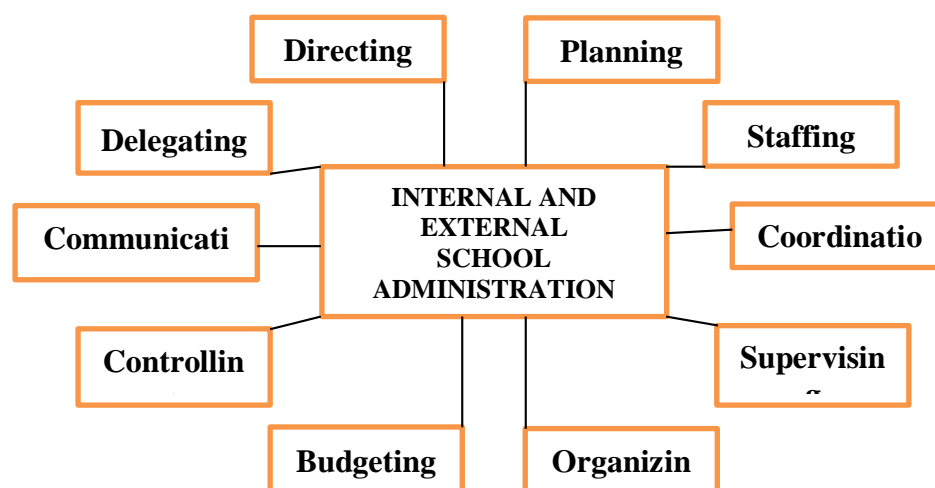 Directing
Planning
Delegating
Staffing
INTERNAL AND
EXTERNAL
SCHOOL
ADMINISTRATION
Communicati
Coordinatio
Controllin
Supervisin
Budgeting
Organizin